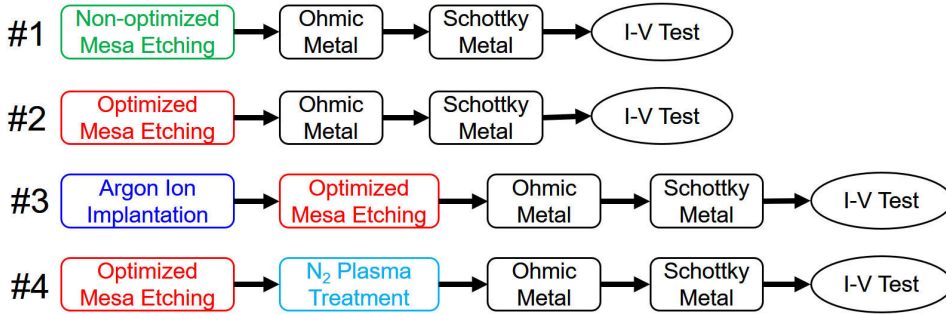 #1
Non-optimized
Mesa Etching
Ohmic
Metal
Schottky
Metal
I-V Test
#2
Optimized
Mesa Etching
Ohmic
Metal
Schottky
Metal
I-V Test
#3
Argon Ion
Implantation
Optimized
Mesa Etching
Ohmic
Metal
Schottky
Metal
I-V Test
#4
Optimized
Mesa Etching
N₂ Plasma
Treatment
Ohmic
Metal
Schottky
Metal
I-V Test